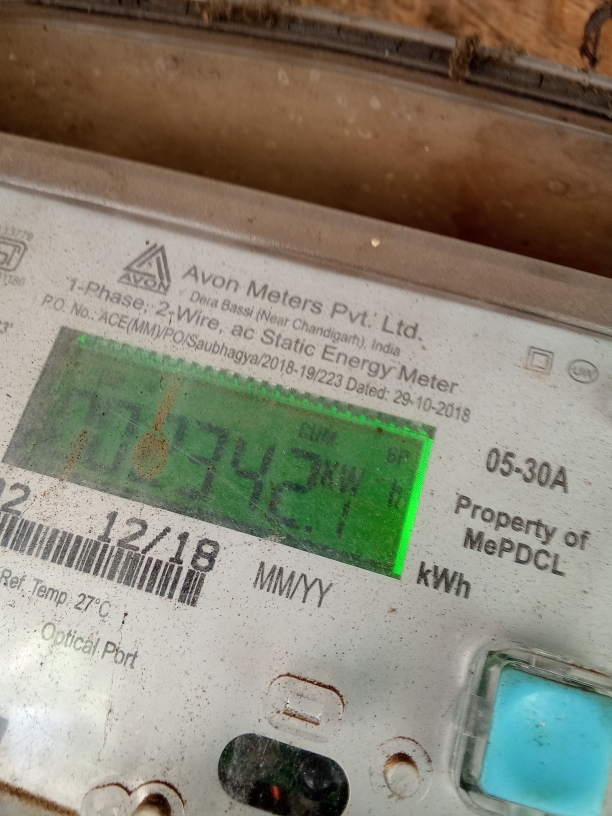 AVON
Avon Meters Pvt. Ltd.
Dera Bassi (Near Chandigarh), India
1-Phase, 2-Wire, ac Static Energy Meter
P.O. No.: ACE(MM)/PO/Saubhagya/2018-19/223 Dated: 29-10-2018
CUM
342.1
KW
h
05-30A
Property of
MePDCL
12/18
MM/YY
kWh
Ref. Temp. 27°C
Optical Port